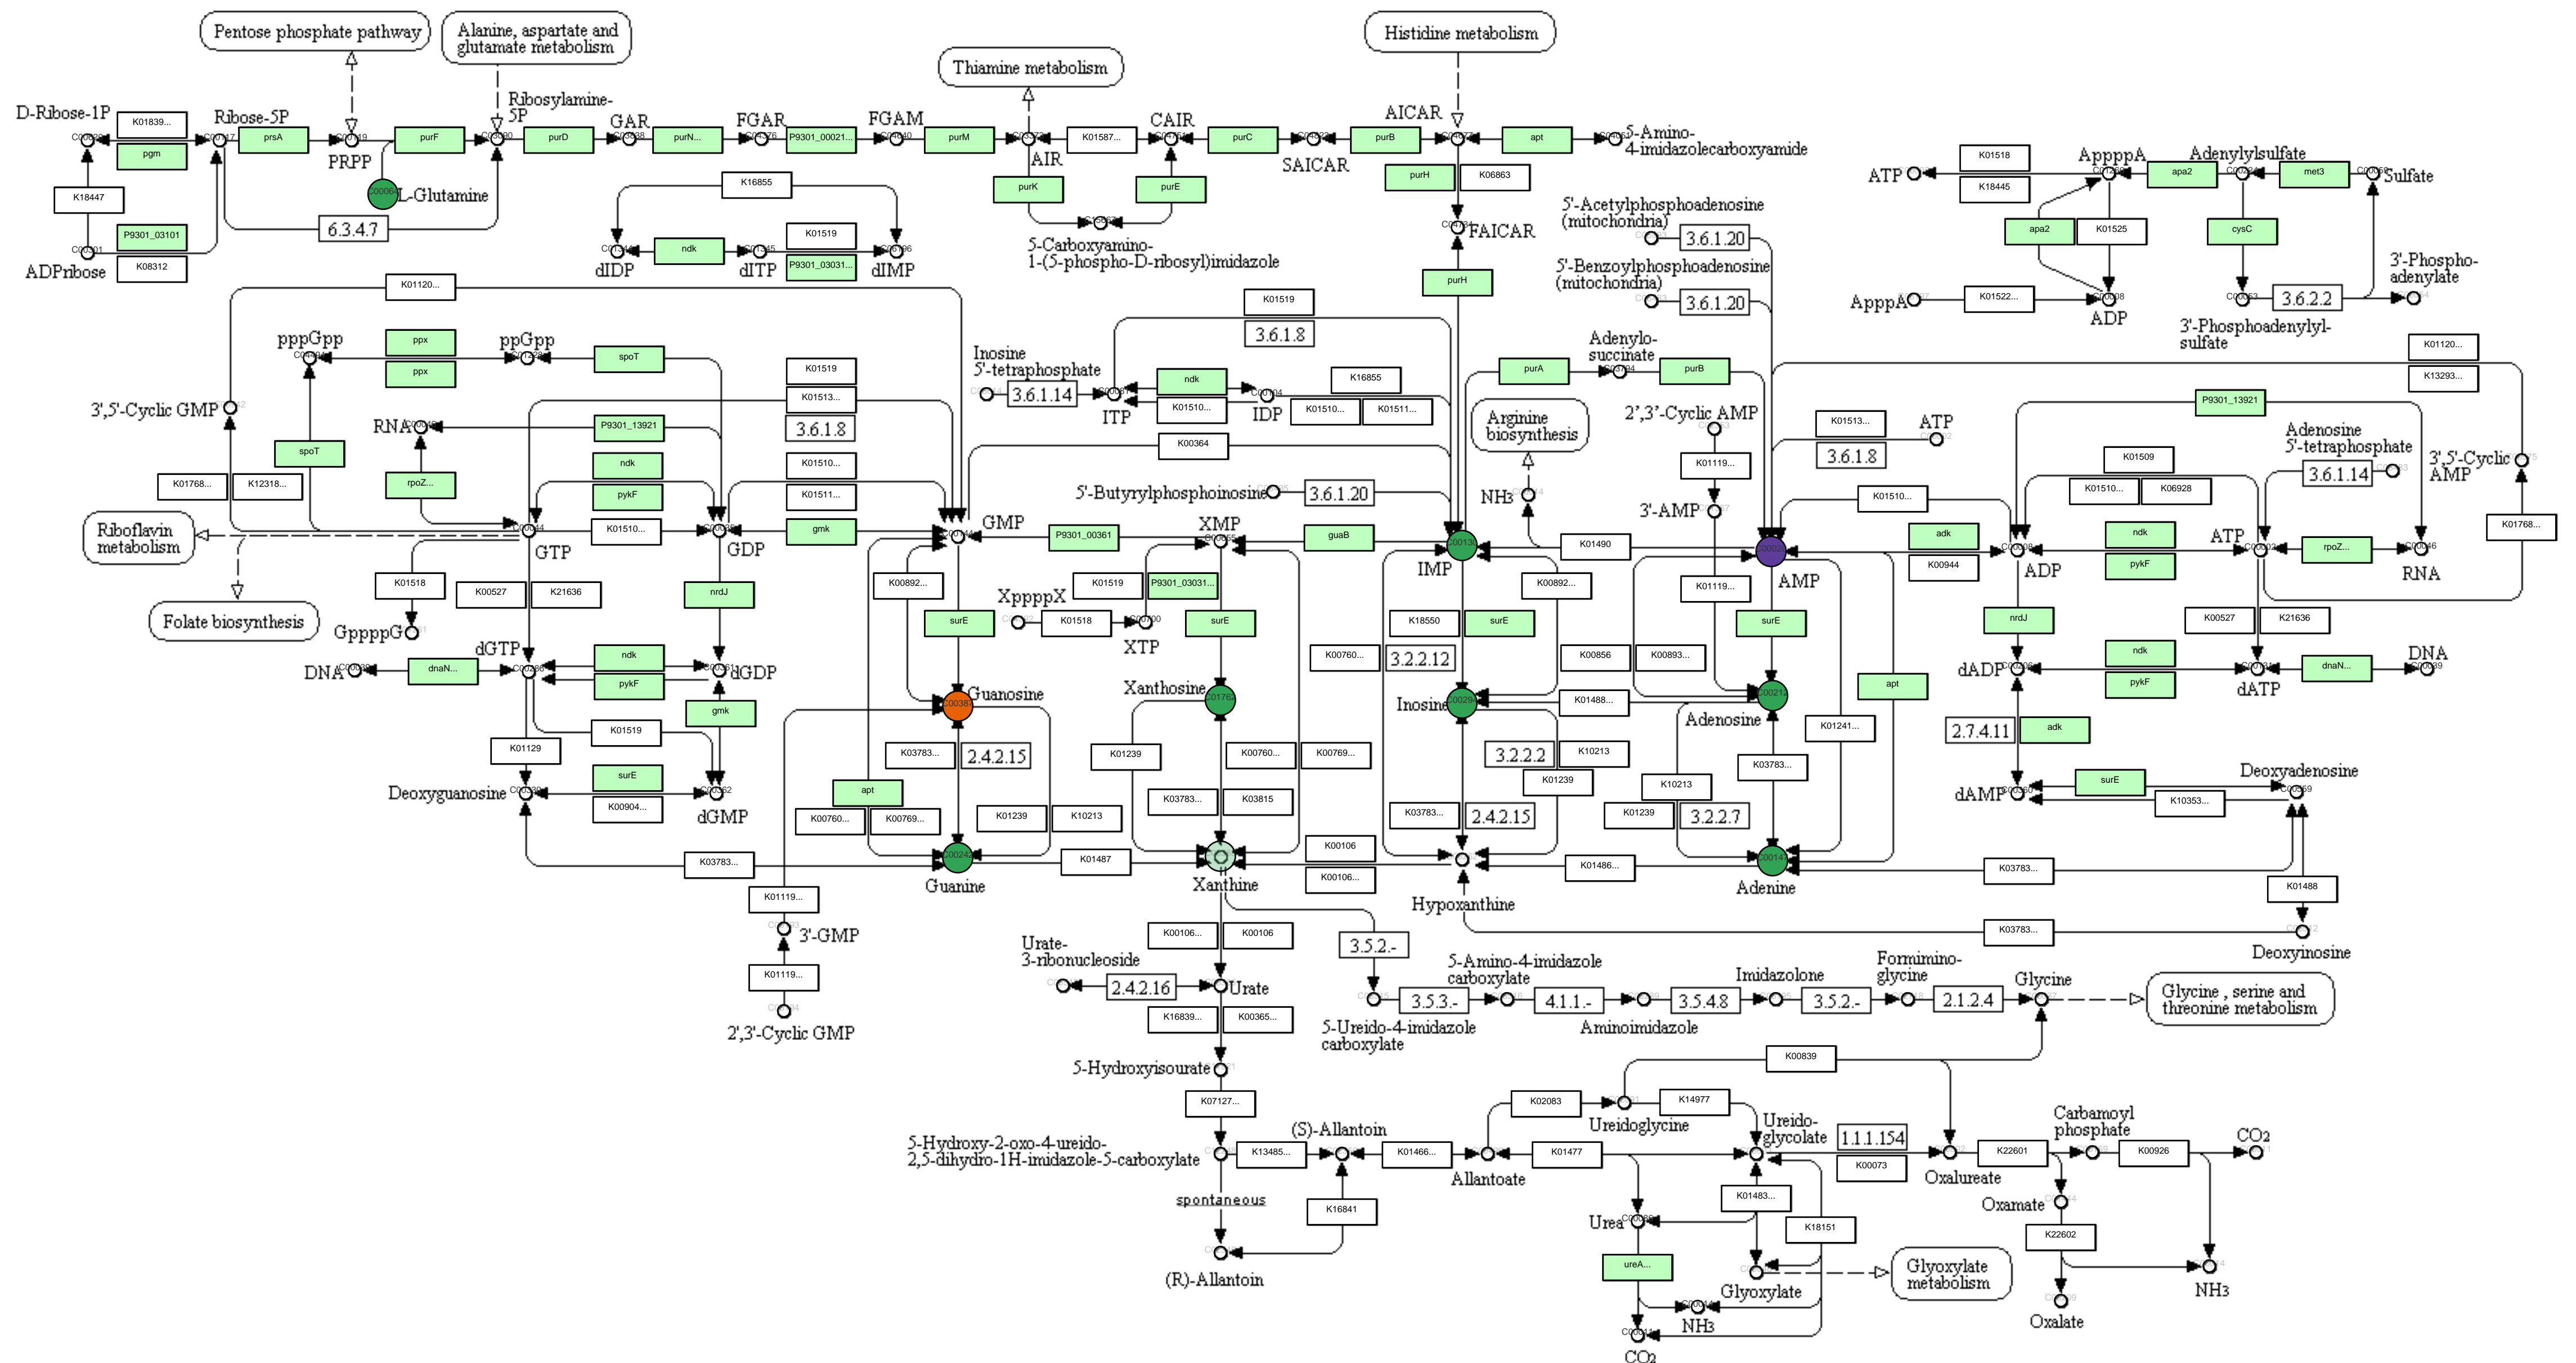 Pentose phosphate pathway
Alanine, aspartate and
glutamate metabolism
Thiamine metabolism
Histidine metabolism
D-Ribose-1P
K01839...
pgm
Ribose-5P
prsA
PRPP
purF
Ribosylamine-
5P
purD
GAR
purN...
FGAR
P9301_00021...
FGAM
purM
AIR
K01587...
CAIR
purC
SAICAR
purB
AICAR
apt
5-Amino-
4-imidazolecarboxyamide
K18447
P9301_03101
K08312
ADPribose
L-Glutamine
6.3.4.7
K16855
dIDP
ndk
dITP
K01519
P9301_03031...
dIMP
purK
purE
5-Carboxyamino-
1-(5-phospho-D-ribosyl)imidazole
purH
K06863
FAICAR
purH
5'-Acetylphosphoadenosine
(mitochondria)
3.6.1.20
5'-Benzoylphosphoadenosine
(mitochondria)
3.6.1.20
ATP
K01518
K18445
AppppA
apa2
Adenylylsulfate
met3
Sulfate
apa2
K01525
cysC
ApppA
K01522...
ADP
3.6.2.2
3'-Phospho-
adenylate
3'-Phosphoadenylyl-
sulfate
K01120...
pppGpp
ppx
ppx
ppGpp
spoT
K01519
K01513...
3.6.1.8
3',5'-Cyclic GMP
RNA
P9301_13921
spoT
rpoZ...
ndk
pykF
K01510...
K01511...
K01768...
K12318...
K01519
3.6.1.8
Inosine
5'-tetraphosphate
3.6.1.14
ITP
ndk
K01510...
IDP
K16855
K01510...
K01511...
K00364
5'-Butyrylphosphoinosine
3.6.1.20
purA
Adenylo-
succinate
purB
Arginine
biosynthesis
NH3
2',3'-Cyclic AMP
K01119...
3'-AMP
K01513...
3.6.1.8
ATP
K01120...
K13293...
P9301_13921
K01509
K01510...
K06928
Adenosine
5'-tetraphosphate
3.6.1.14
3',5'-Cyclic
AMP
K01768...
K01510...
Riboflavin
metabolism
Folate biosynthesis
GTP
K01510...
GDP
gmk
GMP
P9301_00361
XMP
guaB
IMP
K01490
AMP
adk
K00944
ADP
ndk
pykF
ATP
rpoZ...
RNA
K01518
GppppG
K00527
K21636
nrdJ
K00892...
surE
K01519
P9301_03031...
XppppX
K01518
XTP
surE
K18550
surE
K00892...
K01119...
surE
nrdJ
K00527
K21636
K00760...
3.2.2.12
K00856
K00893...
DNA
dnaN...
dGTP
ndk
pykF
dGDP
Guanosine
Xanthosine
Inosine
K01488...
Adenosine
apt
dADP
ndk
pykF
dATP
dnaN...
DNA
gmk
K01519
K01129
surE
K00904...
Deoxyguanosine
dGMP
K03783...
2.4.2.15
apt
K00760...
K00769...
K01239
K10213
K01239
K00760...
K00769...
K03783...
K03815
3.2.2.2
K10213
K01239
K03783...
2.4.2.15
K03783...
K10213
K01239
3.2.2.7
K01241...
2.7.4.11
adk
dAMP
surE
K10353...
Deoxyadenosine
K03783...
Guanine
K01487
Xanthine
K00106
K00106...
Hypoxanthine
K01486...
Adenine
K03783...
K01488
K03783...
Deoxyinosine
K01119...
3'-GMP
K01119...
2',3'-Cyclic GMP
K00106...
K00106
Urate-
3-ribonucleoside
2.4.2.16
Urate
K16839...
K00365...
3.5.2.-
5-Ureido-4-imidazole
carboxylate
3.5.3.-
5-Amino-4-imidazole
carboxylate
4.1.1.-
Aminoimidazole
3.5.4.8
Imidazolone
3.5.2.-
Formimino-
glycine
2.1.2.4
Glycine
Glycine , serine and
threonine metabolism
5-Hydroxyisourate
K07127...
5-Hydroxy-2-oxo-4-ureido-
2,5-dihydro-1H-imidazole-5-carboxylate
K13485...
(S)-Allantoin
K01466...
Allantoate
K01477
K02083
Ureidoglycine
K14977
K00839
Ureido-
glycolate
1.1.1.154
K00073
Oxalureate
K22601
Carbamoyl
phosphate
K00926
CO2
spontaneous
K16841
(R)-Allantoin
Urea
K01483...
K18151
ureA...
Glyoxylate
Glyoxylate
metabolism
NH3
CO2
Oxamate
K22602
Oxalate
NH3